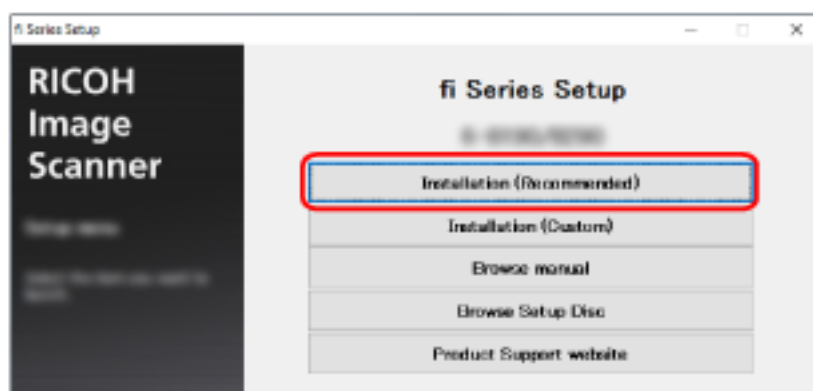 fi Series Setup
RICOH
Image
Scanner
fi Series Setup
Installation (Recommended)
Installation (Custom)
Browse manual
Browse Setup Disc
Product Support website